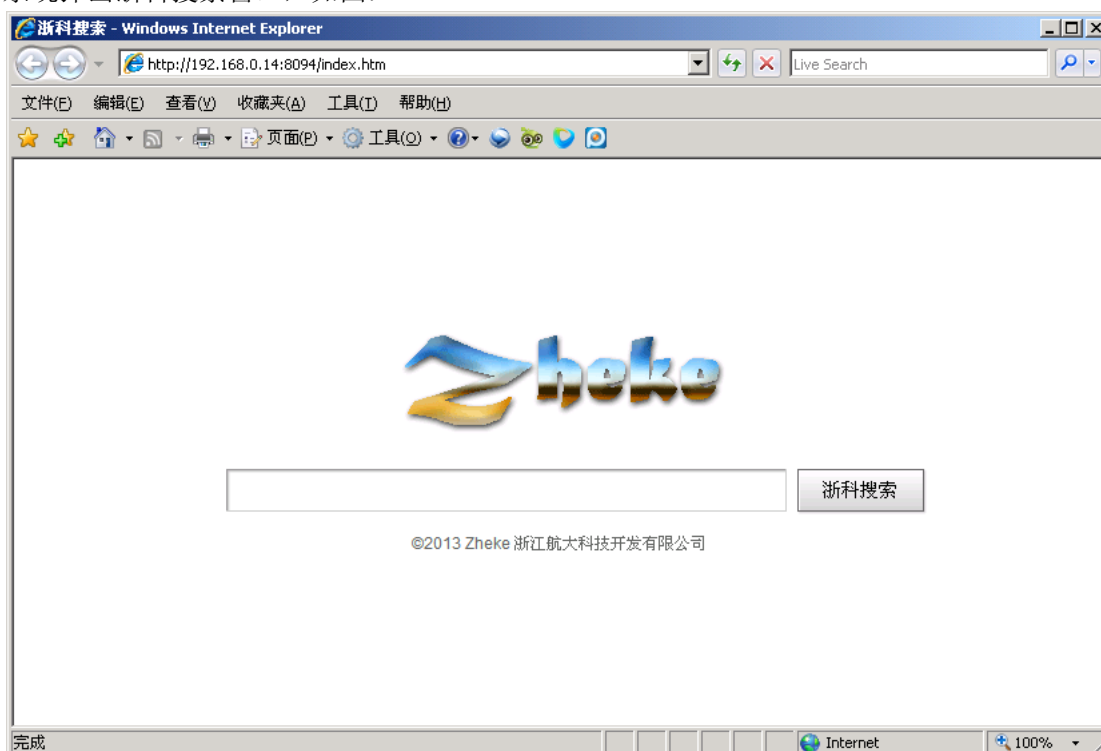 浙科搜索 - Windows Internet Explorer
http://192.168.0.14:8094/index.htm Live Search
文件(F) 编辑(E) 查看(V) 收藏夹(A) 工具(T) 帮助(H)
页面(P) 工具(O)
Zheke
浙科搜索
©2013 Zheke 浙江航大科技开发有限公司
完成 Internet 100%